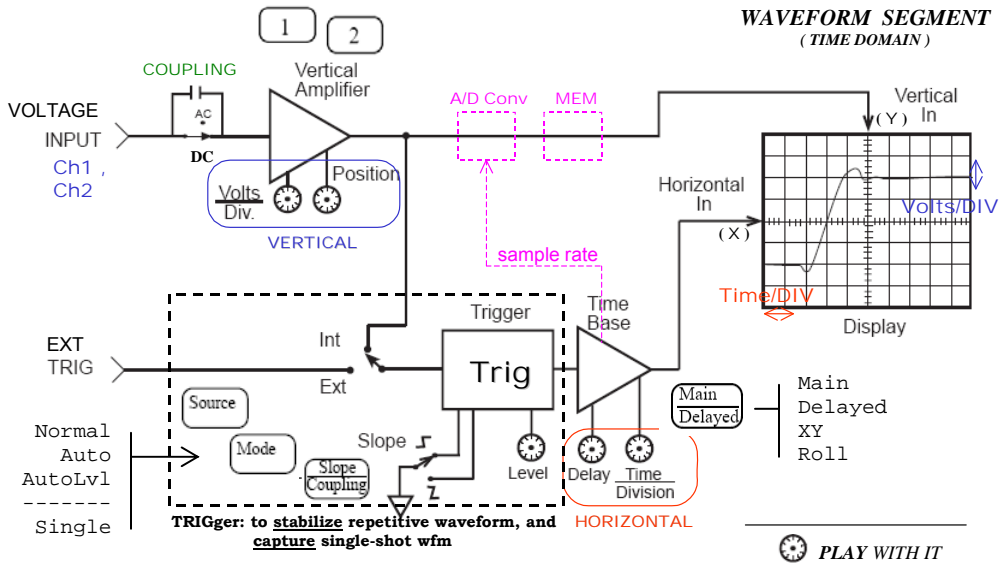 WAVEFORM SEGMENT
( TIME DOMAIN )
1
2
COUPLING
Vertical
Amplifier
VOLTAGE
INPUT
Ch1 ,
Ch2
AC
DC
Volts/
Div.
Position
VERTICAL
A/D Conv
MEM
sample rate
Vertical
In
(Y)
Horizontal
In
(X)
Volts/DIV
Time/DIV
Display
EXT
TRIG
Int
Ext
Trigger
Trig
Time
Base
Source
Mode
Slope
Coupling
Slope
Level
Delay
Time
Division
HORIZONTAL
Main
Delayed
Main
Delayed
XY
Roll
Normal
Auto
AutoLvl
-------
Single
TRIGger: to stabilize repetitive waveform, and
capture single-shot wfm
PLAY WITH IT